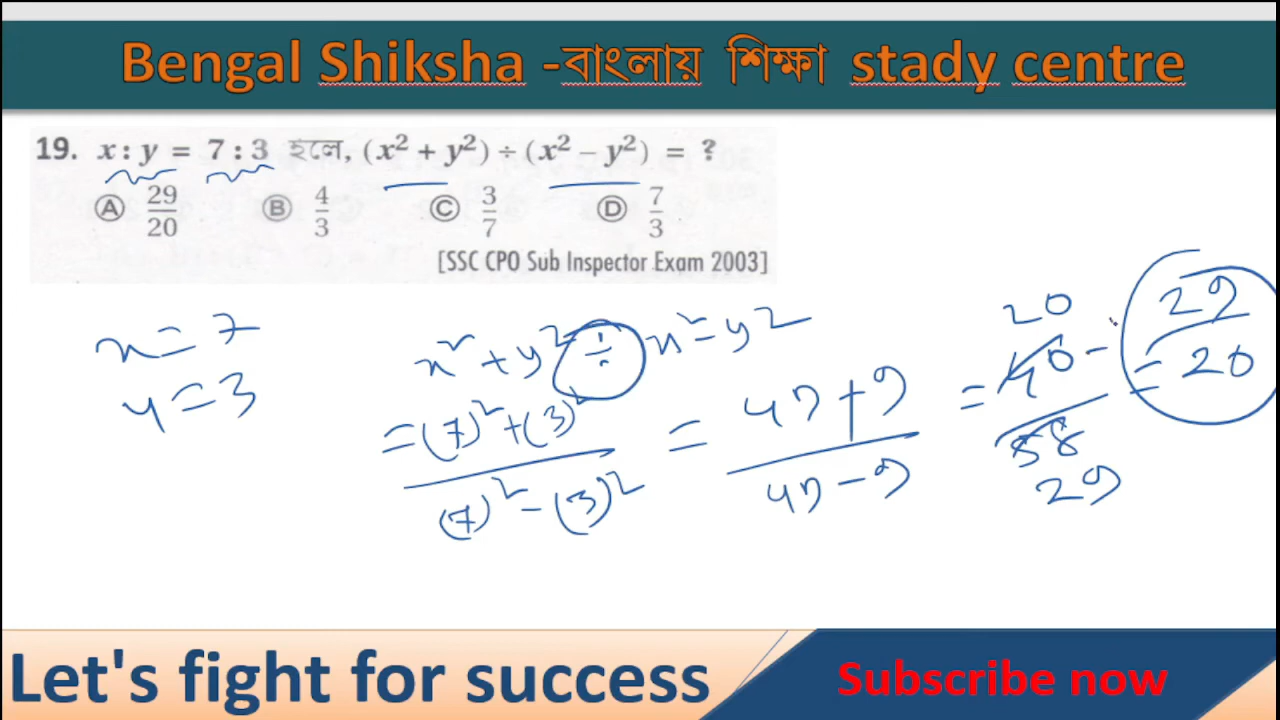 Bengal Shiksha -বাংলায় শিক্ষা stady centre
19. x : y = 7 : 3 হলে, (x² + y²) ÷ (x² − y²) = ?
Ⓐ 29/20 Ⓑ 4/3 Ⓒ 3/7 Ⓓ 7/3
[SSC CPO Sub Inspector Exam 2003]
x = 7
y = 3
x² + y² ÷ x² − y²
= (7)² + (3)² / (7)² − (3)² = 49 + 9 / 49 − 9 = 20 40 / 58 29 = 29 / 20
Let's fight for success
Subscribe now